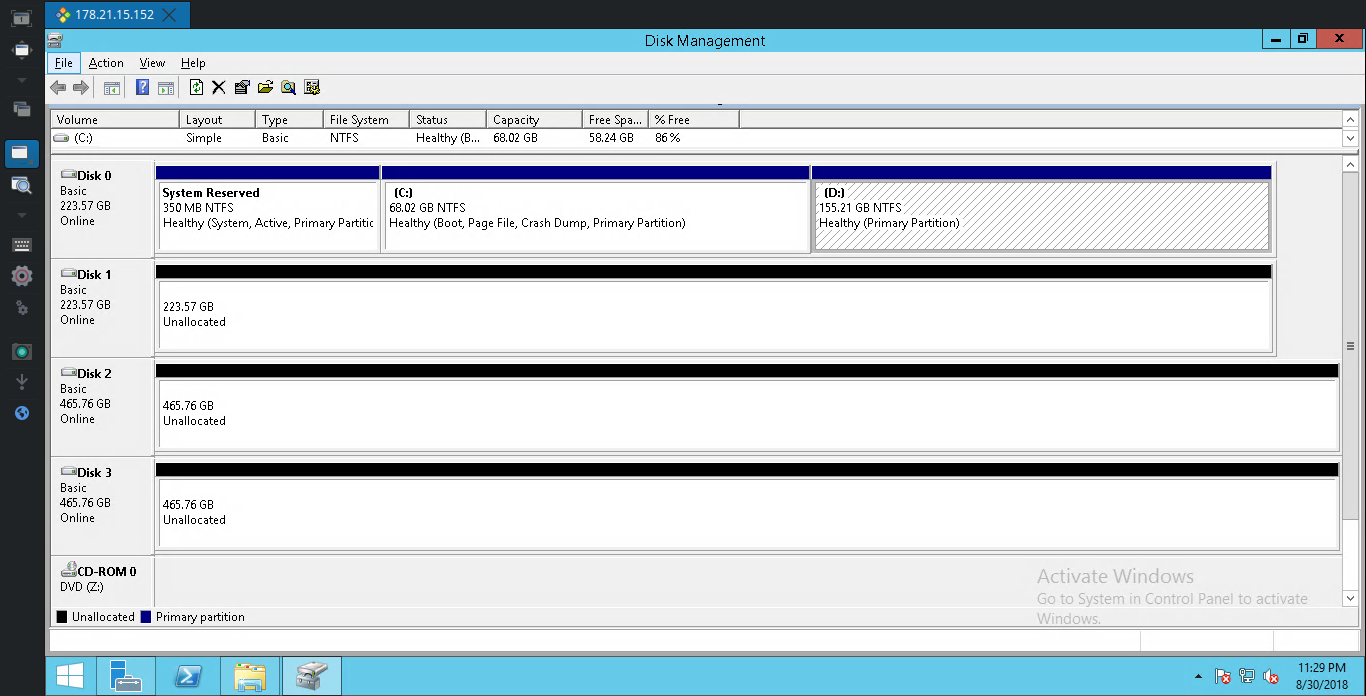 178.21.15.152
Disk Management
File Action View Help
Volume Layout Type File System Status Capacity Free Spa... % Free
(C:) Simple Basic NTFS Healthy (B... 68.02 GB 58.24 GB 86 %
Disk 0
Basic
223.57 GB
Online
System Reserved
350 MB NTFS
Healthy (System, Active, Primary Partitic
(C:)
68.02 GB NTFS
Healthy (Boot, Page File, Crash Dump, Primary Partition)
(D:)
155.21 GB NTFS
Healthy (Primary Partition)
Disk 1
Basic
223.57 GB
Online
223.57 GB
Unallocated
Disk 2
Basic
465.76 GB
Online
465.76 GB
Unallocated
Disk 3
Basic
465.76 GB
Online
465.76 GB
Unallocated
CD-ROM 0
DVD (Z:)
Activate Windows
Go to System in Control Panel to activate
Windows.
Unallocated Primary partition
11:29 PM
8/30/2018